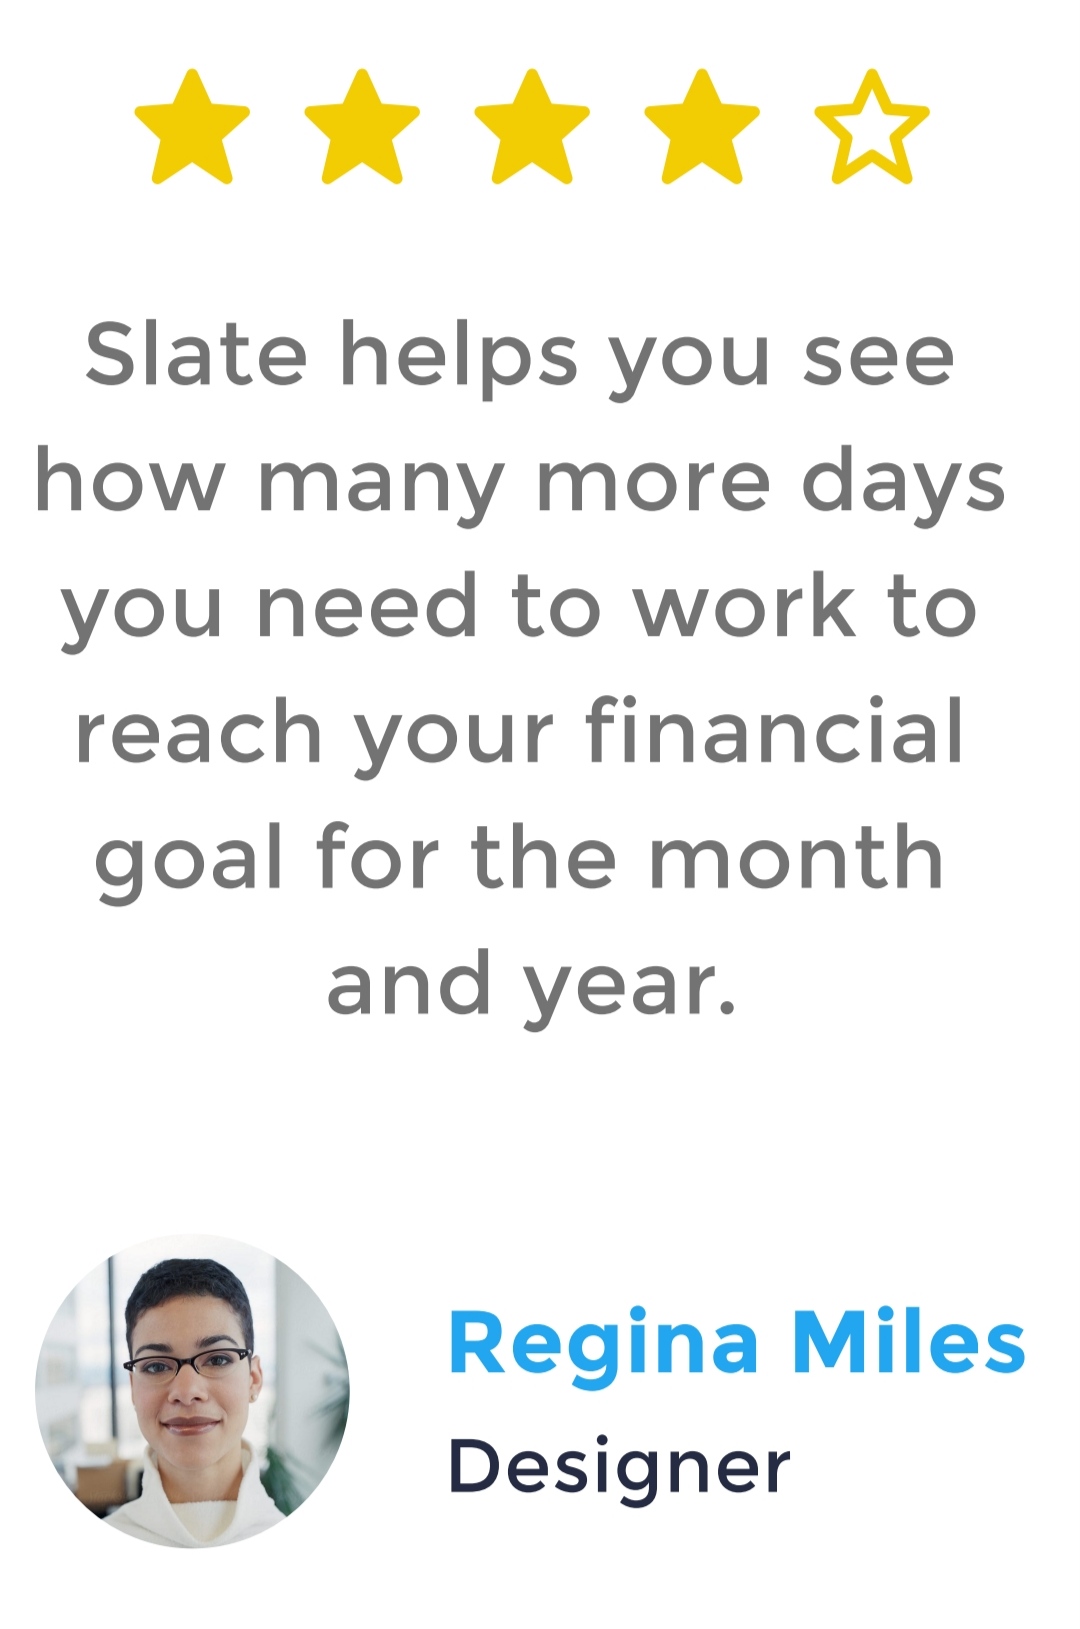 Slate helps you see
how many more days
you need to work to
reach your financial
goal for the month
and year.
Regina Miles
Designer